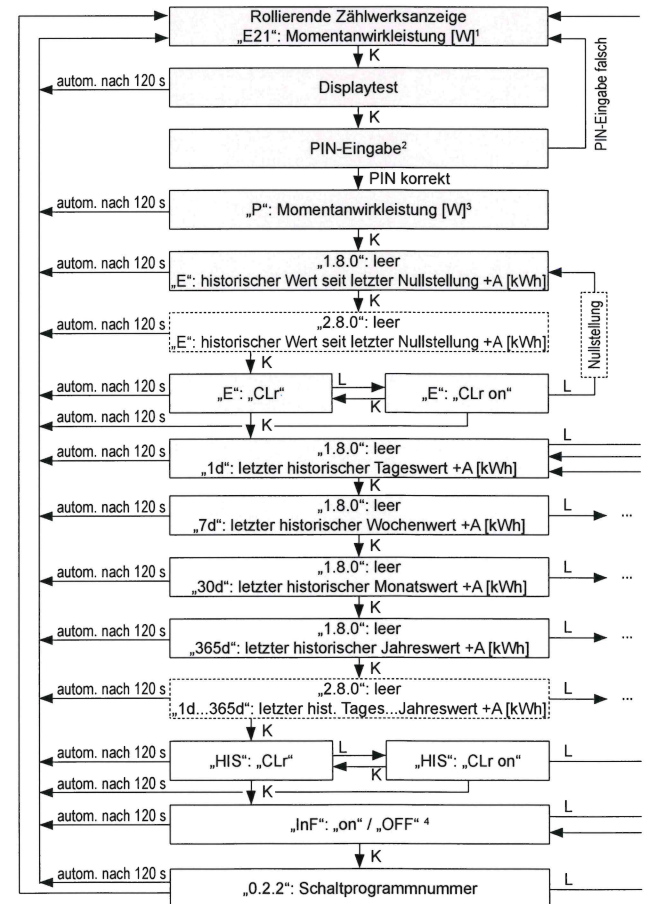 Rollierende Zählwerksanzeige
„E21“: Momentanwirkleistung [W]¹
K
PIN-Eingabe falsch
autom. nach 120 s
Displaytest
K
PIN-Eingabe²
PIN korrekt
autom. nach 120 s
„P“: Momentanwirkleistung [W]³
K
autom. nach 120 s
„1.8.0“: leer
„E“: historischer Wert seit letzter Nullstellung +A [kWh]
K
Nullstellung
autom. nach 120 s
„2.8.0“: leer
„E“: historischer Wert seit letzter Nullstellung +A [kWh]
K
autom. nach 120 s
„E“: „CLr“
L
K
„E“: „CLr on“
L
autom. nach 120 s
K
autom. nach 120 s
„1.8.0“: leer
„1d“: letzter historischer Tageswert +A [kWh]
L
K
autom. nach 120 s
„1.8.0“: leer
„7d“: letzter historischer Wochenwert +A [kWh]
L
...
K
autom. nach 120 s
„1.8.0“: leer
„30d“: letzter historischer Monatswert +A [kWh]
L
...
K
autom. nach 120 s
„1.8.0“: leer
„365d“: letzter historischer Jahreswert +A [kWh]
L
...
K
autom. nach 120 s
„2.8.0“: leer
„1d...365d“: letzter hist. Tages...Jahreswert +A [kWh]
L
...
K
autom. nach 120 s
„HIS“: „CLr“
L
K
„HIS“: „CLr on“
L
autom. nach 120 s
K
autom. nach 120 s
„InF“: „on“ / „OFF“ ⁴
L
K
autom. nach 120 s
„0.2.2“: Schaltprogrammnummer
L